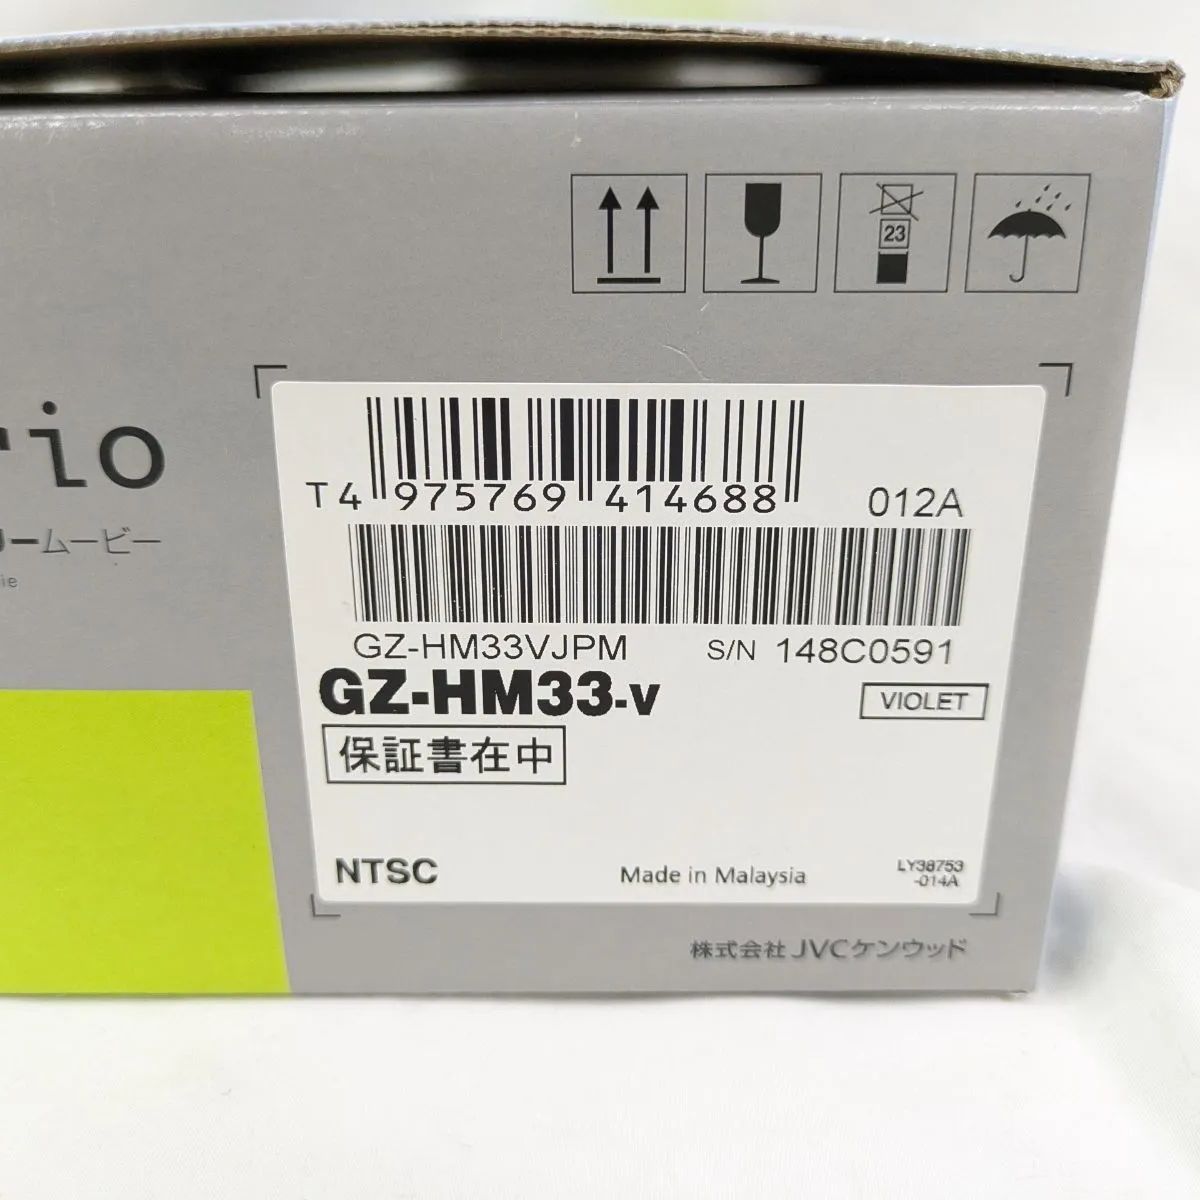 23
rio
リームービー
ie
T4 975769 414688
012A
GZ-HM33VJPM
S/N 148C0591
GZ-HM33-V
VIOLET
保証書在中
NTSC
Made in Malaysia
LY38753
-014A
株式会社JVCケンウッド